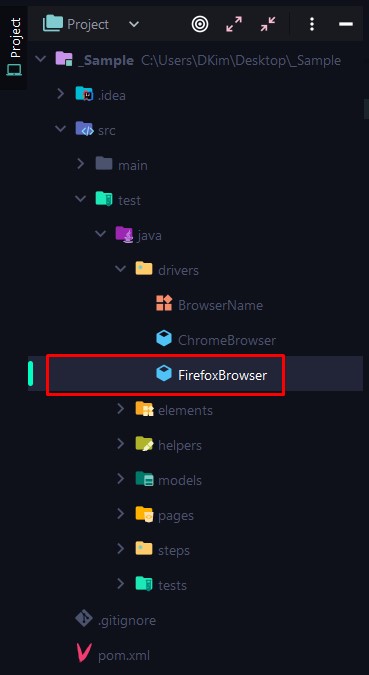 Project
Project
_Sample C:\Users\DKim\Desktop\_Sample
.idea
src
main
test
java
drivers
BrowserName
ChromeBrowser
FirefoxBrowser
elements
helpers
models
pages
steps
tests
.gitignore
pom.xml